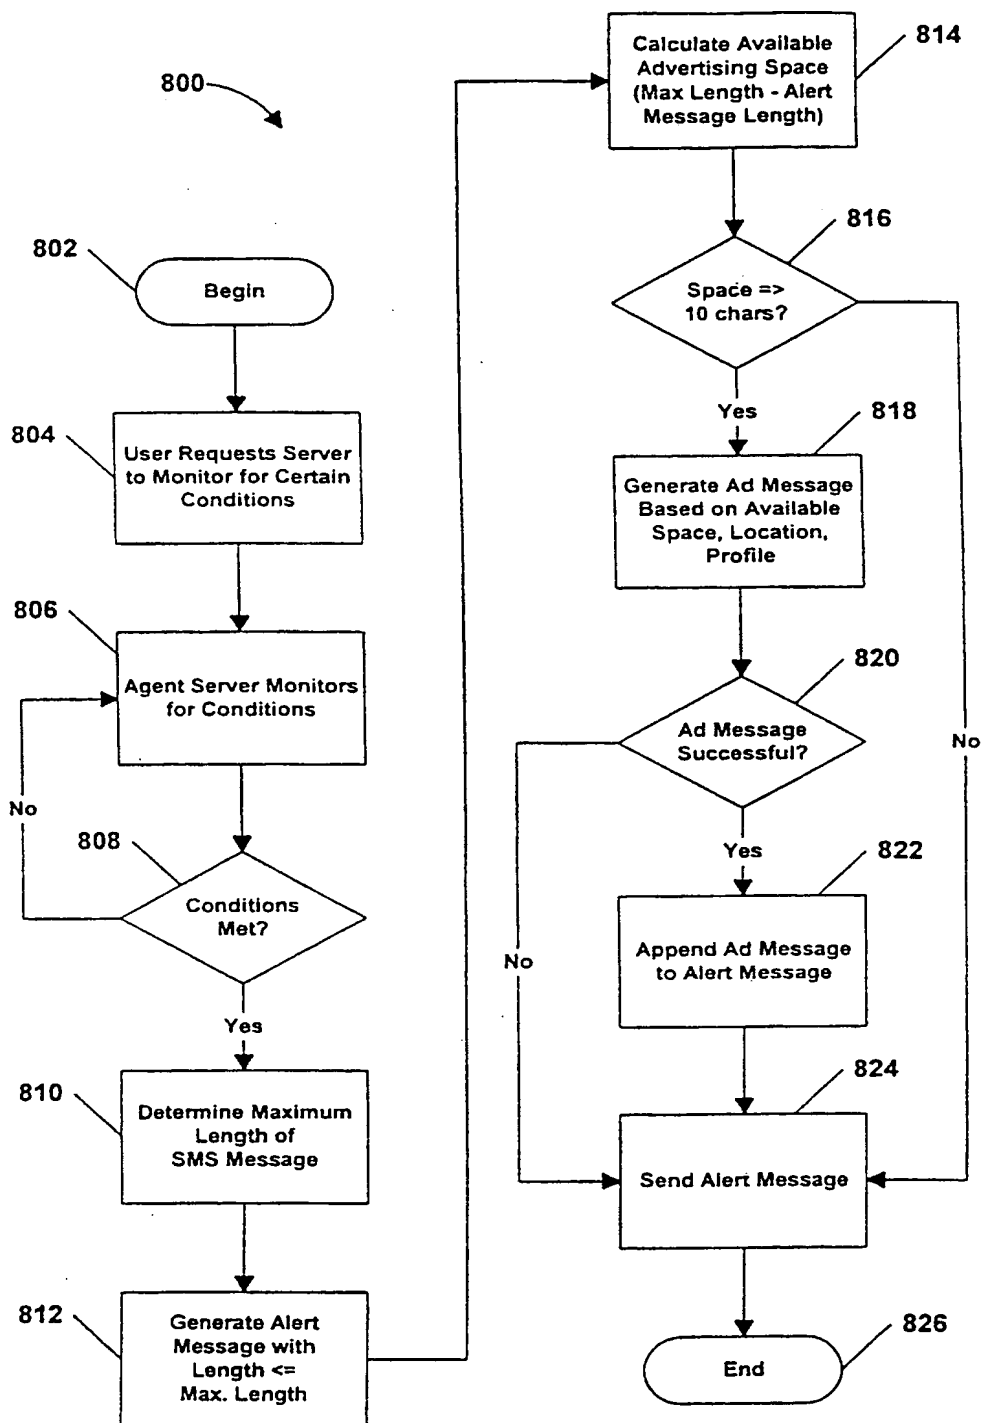 800
802
Begin
804
User Requests Server
to Monitor for Certain
Conditions
806
Agent Server Monitors
for Conditions
No
808
Conditions
Met?
Yes
810
Determine Maximum
Length of
SMS Message
812
Generate Alert
Message with
Length <=
Max. Length
814
Calculate Available
Advertising Space
(Max Length - Alert
Message Length)
816
Space =>
10 chars?
Yes
No
818
Generate Ad Message
Based on Available
Space, Location,
Profile
820
Ad Message
Successful?
Yes
No
822
Append Ad Message
to Alert Message
824
Send Alert Message
826
End